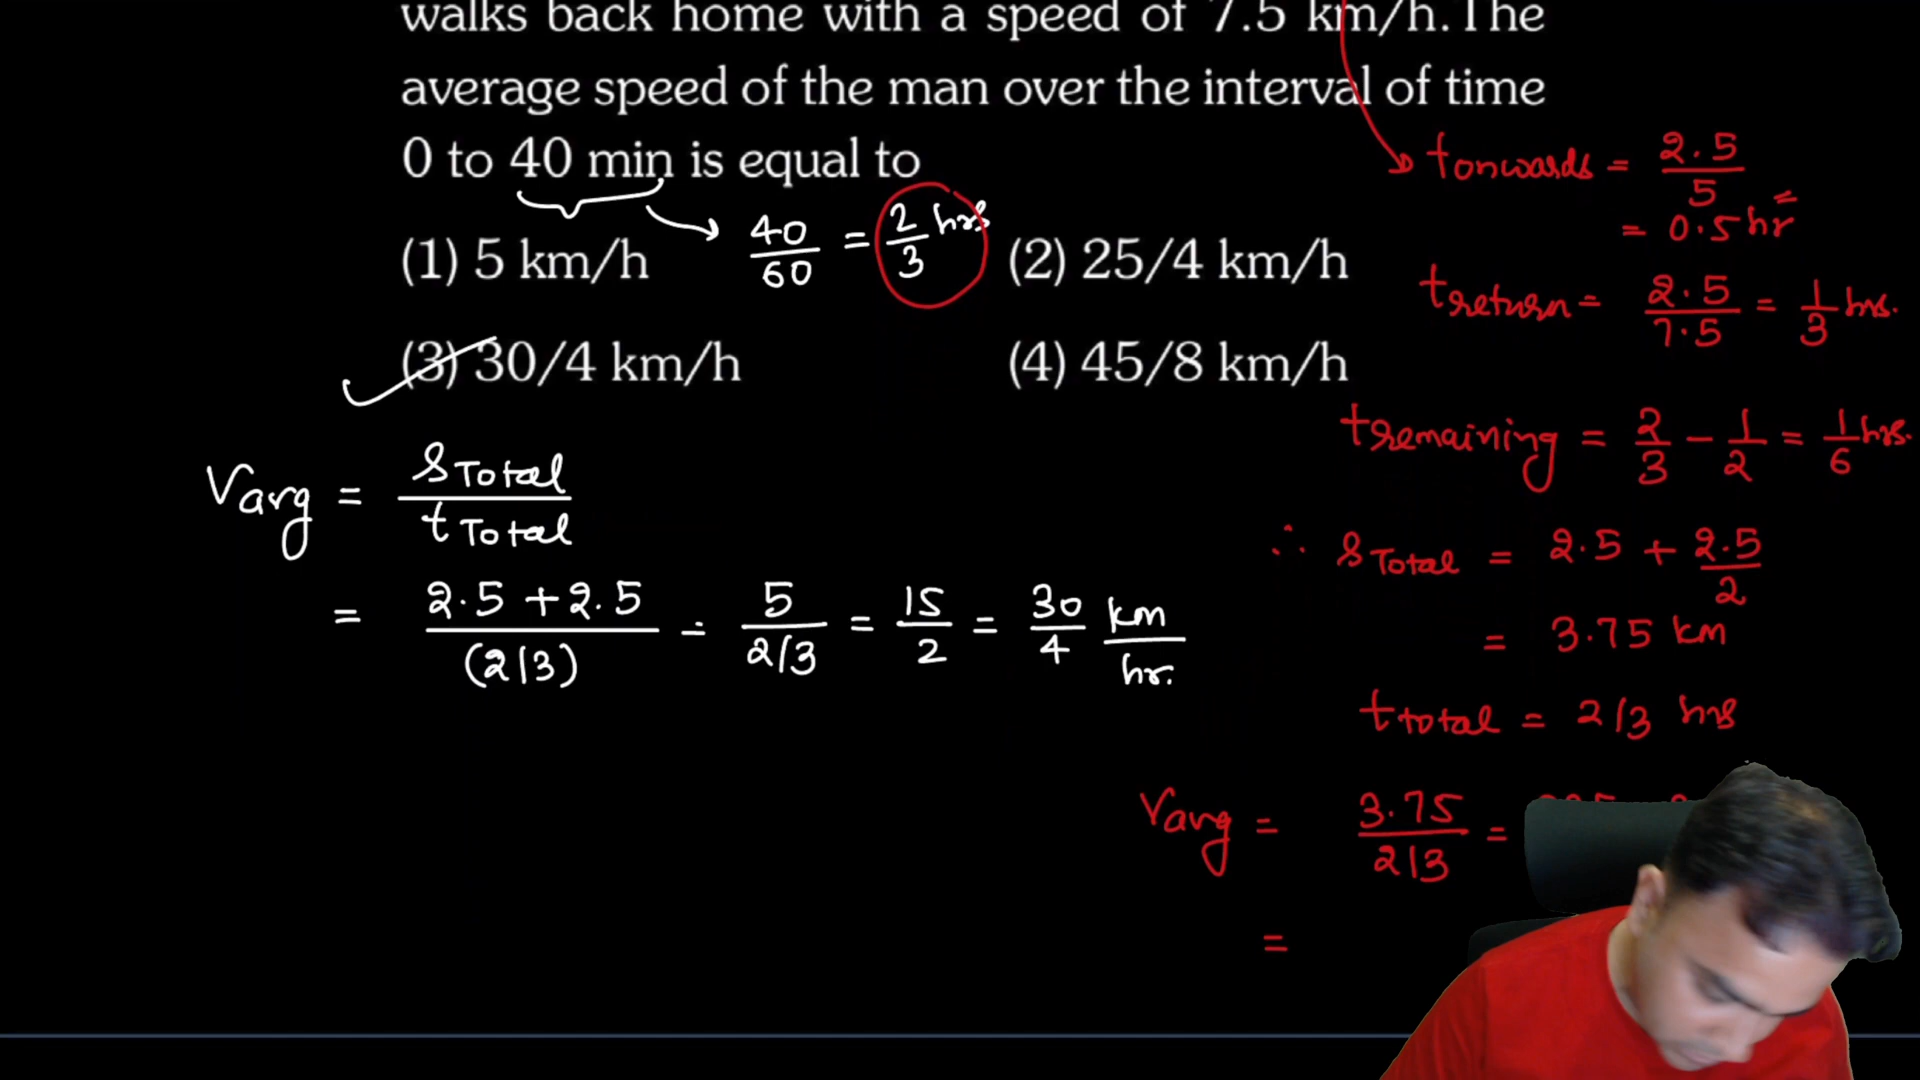 walks back home with a speed of 7.5 km/h. The
average speed of the man over the interval of time
0 to 40 min is equal to
40/60 = 2/3 hrs
(1) 5 km/h (2) 25/4 km/h
(3) 30/4 km/h (4) 45/8 km/h
Vavg = STotal/tTotal
= 2.5+2.5/(2/3) = 5/2/3 = 15/2 = 30/4 km/hr.
tonwards = 2.5/5
= 0.5 hr
treturn = 2.5/7.5 = 1/3 hrs.
tremaining = 2/3 - 1/2 = 1/6 hrs.
∴ STotal = 2.5 + 2.5/2
= 3.75 km
ttotal = 2/3 hrs
Vavg = 3.75/2/3 =
=